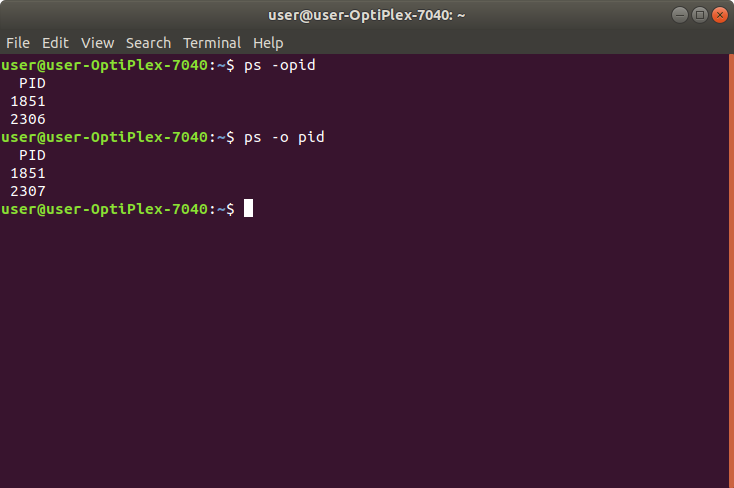 user@user-OptiPlex-7040: ~
File Edit View Search Terminal Help
user@user-OptiPlex-7040:~$ ps -opid
PID
1851
2306
user@user-OptiPlex-7040:~$ ps -o pid
PID
1851
2307
user@user-OptiPlex-7040:~$